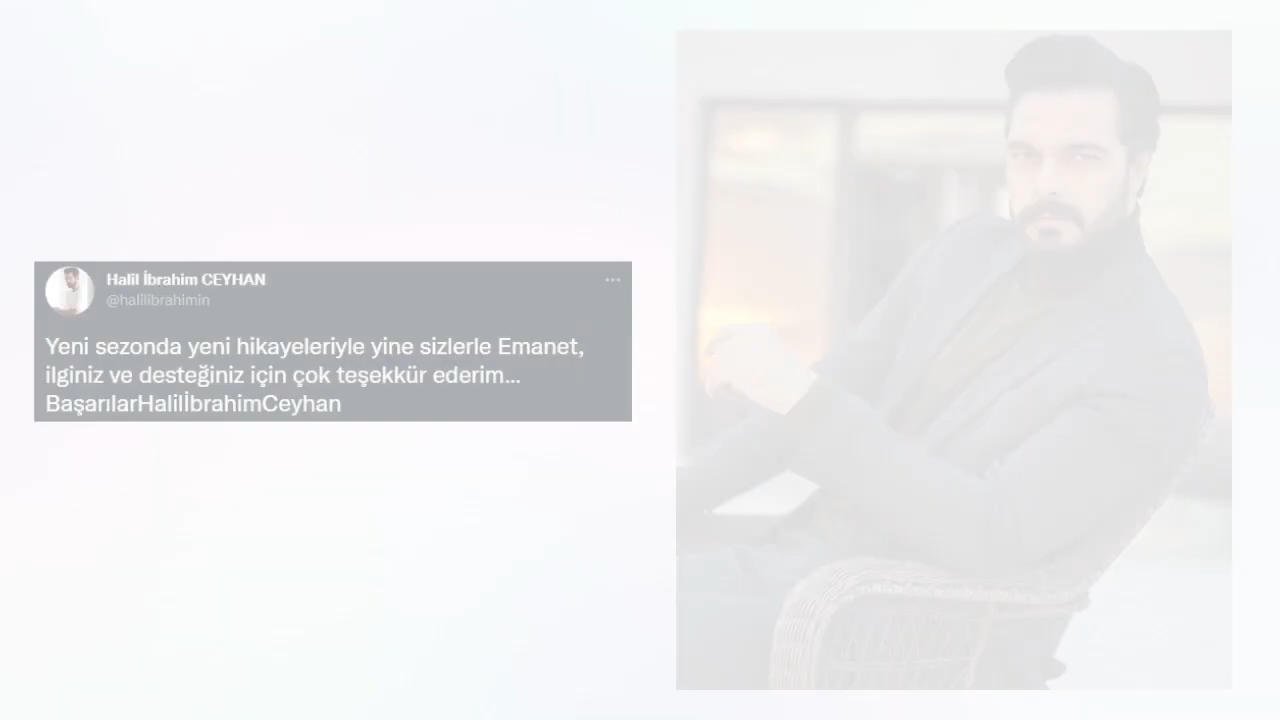 Halil İbrahim CEYHAN
@halilibrahimin
Yeni sezonda yeni hikayeleriyle yine sizlerle Emanet,
ilginiz ve desteğiniz için çok teşekkür ederim...
BaşarılarHalilİbrahimCeyhan